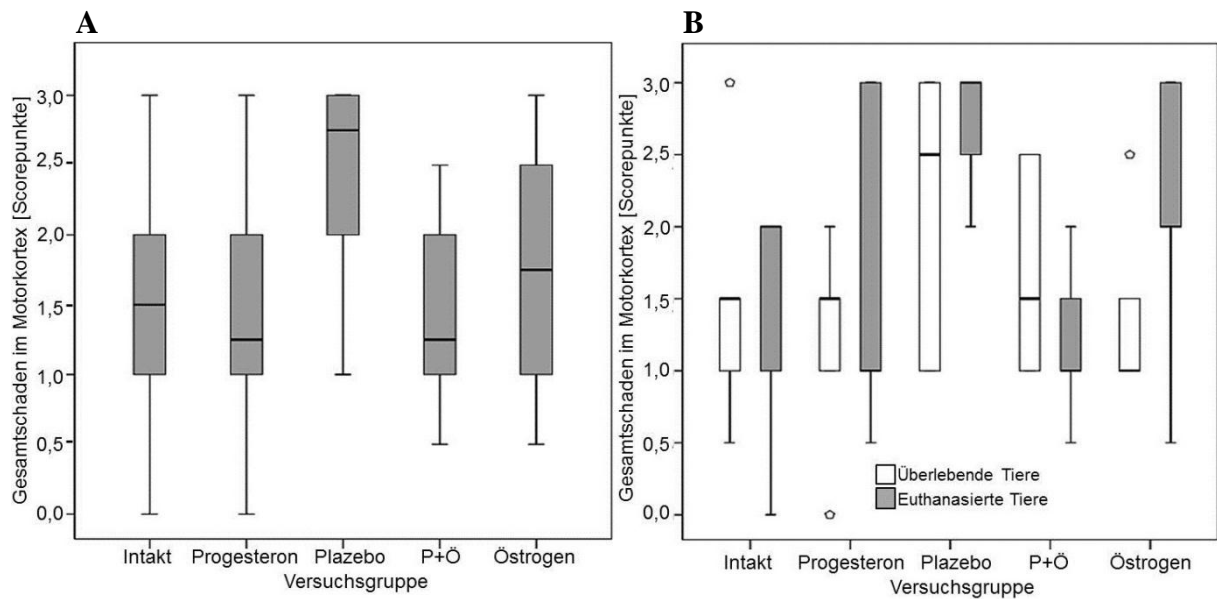 A
Gesamtschaden im Motorkortex [Scorepunkte]
3,0
2,5
2,0
1,5
1,0
0,5
0,0
Intakt Progesteron Plazebo P+Ö Östrogen
Versuchsgruppe
B
Gesamtschaden im Motorkortex [Scorepunkte]
3,0
2,5
2,0
1,5
1,0
0,5
0,0
Überlebende Tiere
Euthanasierte Tiere
Intakt Progesteron Plazebo P+Ö Östrogen
Versuchsgruppe